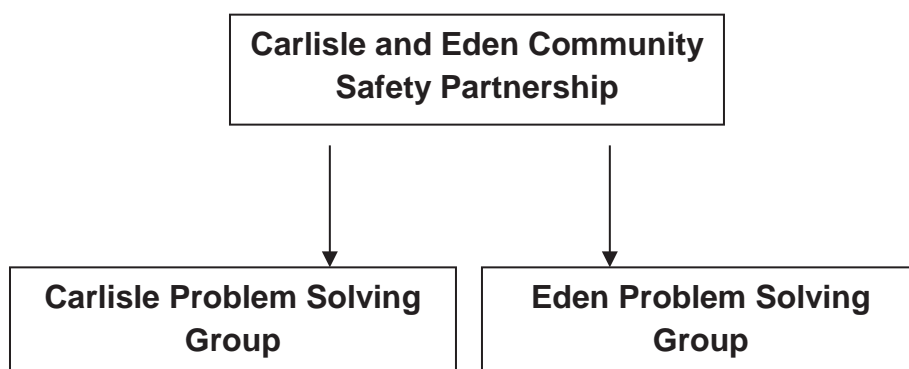 Carlisle and Eden Community
Safety Partnership
Carlisle Problem Solving
Group
Eden Problem Solving
Group